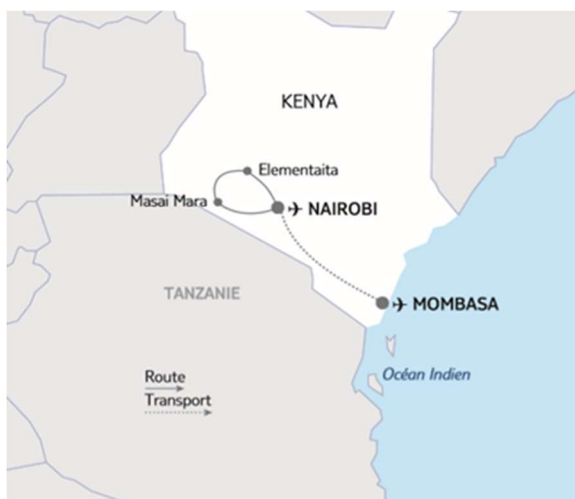 KENYA
Elementaita
Masai Mara
NAIROBI
TANZANIE
MOMBASA
Océan Indien
Route
Transport